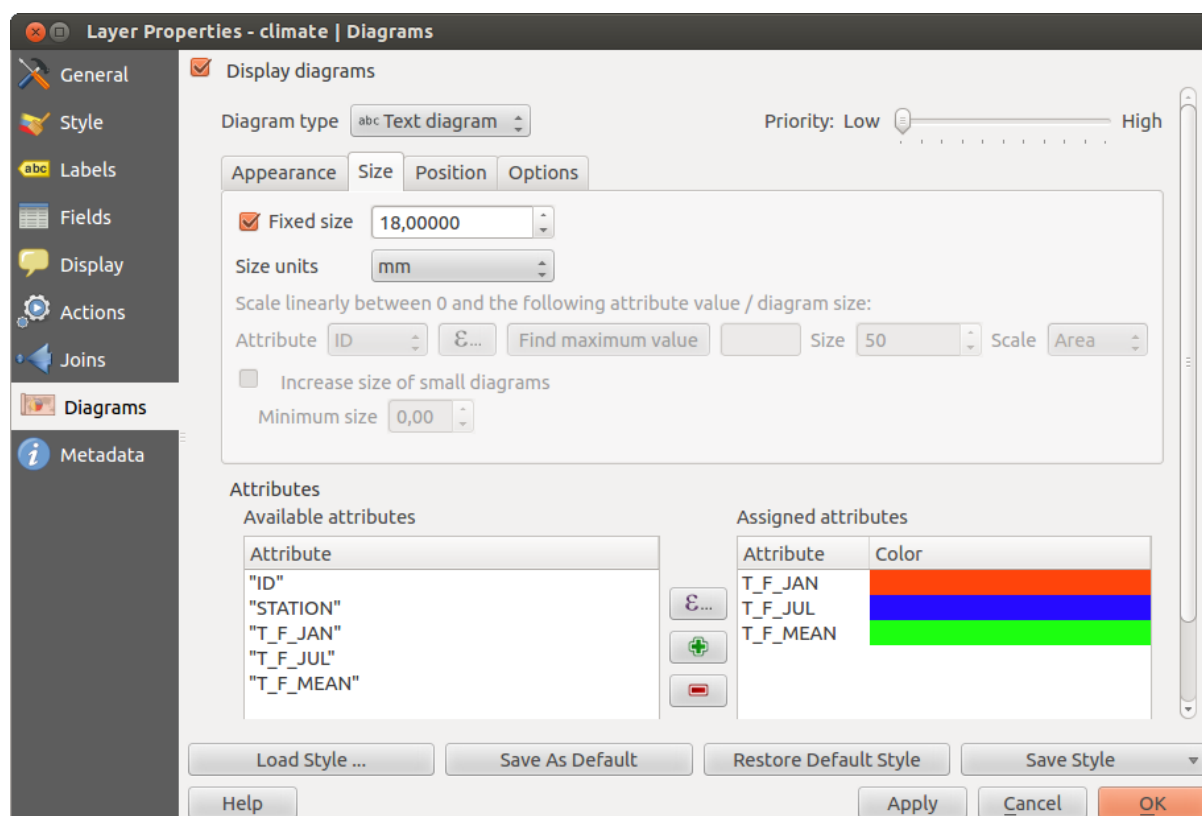 Layer Properties - climate | Diagrams
General
Style
abc Labels
Fields
Display
Actions
Joins
Diagrams
i Metadata
Display diagrams
Diagram type abc Text diagram Priority: Low High
Appearance Size Position Options
Fixed size 18,00000
Size units mm
Scale linearly between 0 and the following attribute value / diagram size:
Attribute ID ε... Find maximum value Size 50 Scale Area
Increase size of small diagrams
Minimum size 0,00
Attributes
Available attributes
Attribute
"ID"
"STATION"
"T_F_JAN"
"T_F_JUL"
"T_F_MEAN"
ε...
Assigned attributes
Attribute Color
T_F_JAN
T_F_JUL
T_F_MEAN
Load Style ... Save As Default Restore Default Style Save Style
Help Apply Cancel OK